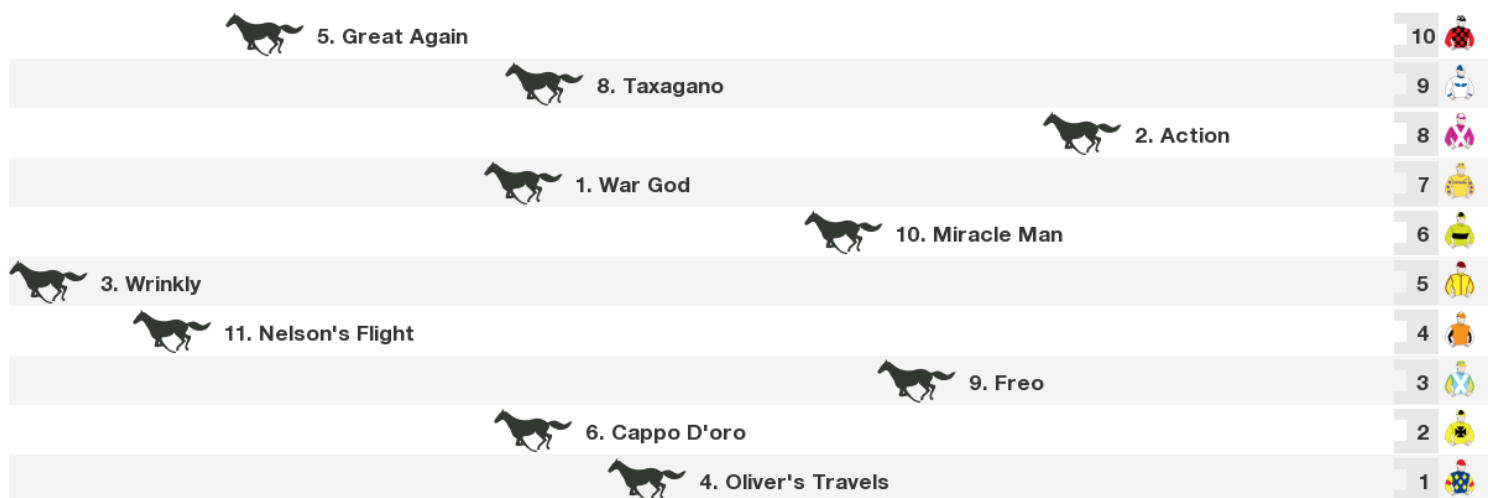 5. Great Again 10
8. Taxagano 9
2. Action 8
1. War God 7
10. Miracle Man 6
3. Wrinkly 5
11. Nelson's Flight 4
9. Freo 3
6. Cappo D'oro 2
4. Oliver's Travels 1